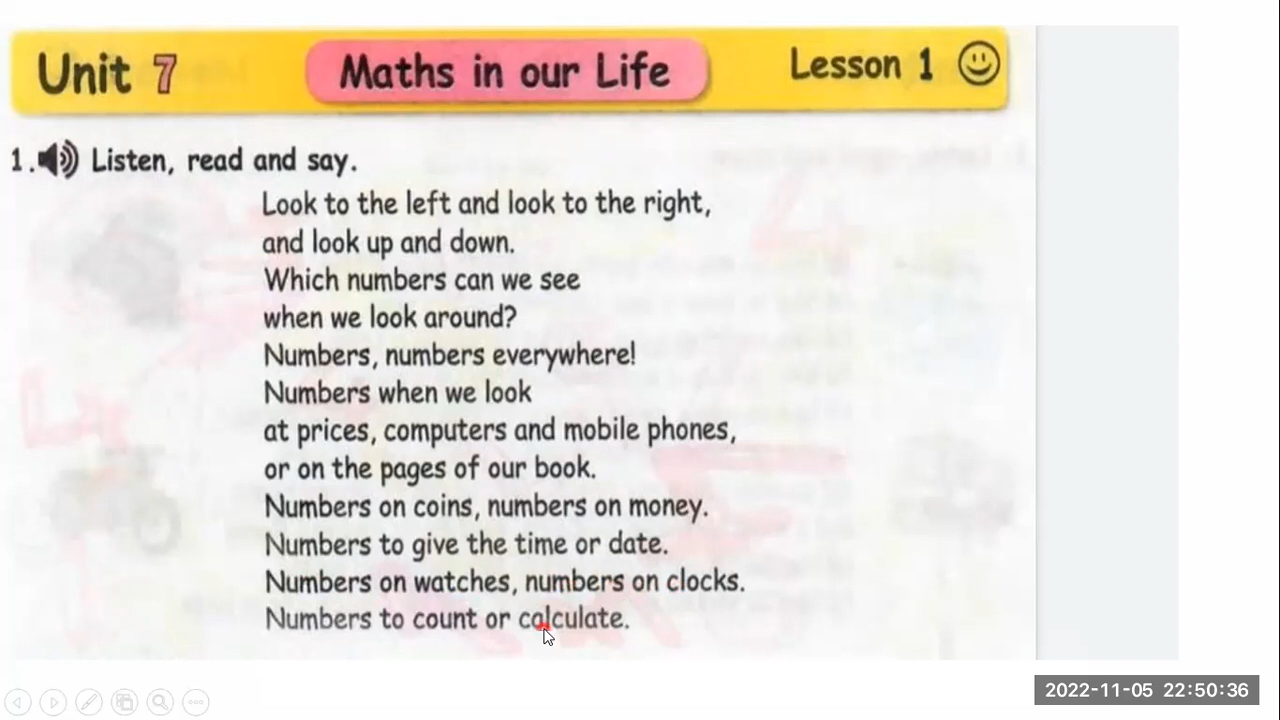 Unit 7 Maths in our Life Lesson 1
1. Listen, read and say.
Look to the left and look to the right,
and look up and down.
Which numbers can we see
when we look around?
Numbers, numbers everywhere!
Numbers when we look
at prices, computers and mobile phones,
or on the pages of our book.
Numbers on coins, numbers on money.
Numbers to give the time or date.
Numbers on watches, numbers on clocks.
Numbers to count or calculate.
2022-11-05 22:50:36